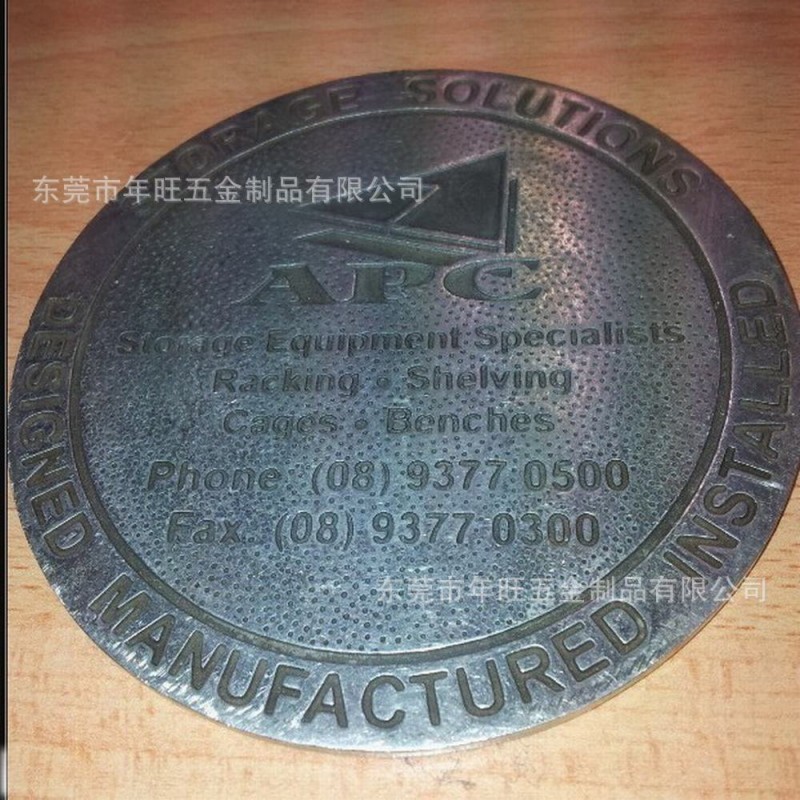 STORAGE SOLUTIONS
东莞市年旺五金制品有限公司
APC
Storage Equipment Specialists
Racking • Shelving
Cages • Benches
Phone (08) 9377 0500
Fax. (08) 9377 0300
东莞市年旺五金制品有限公司
DESIGNED MANUFACTURED INSTALLED